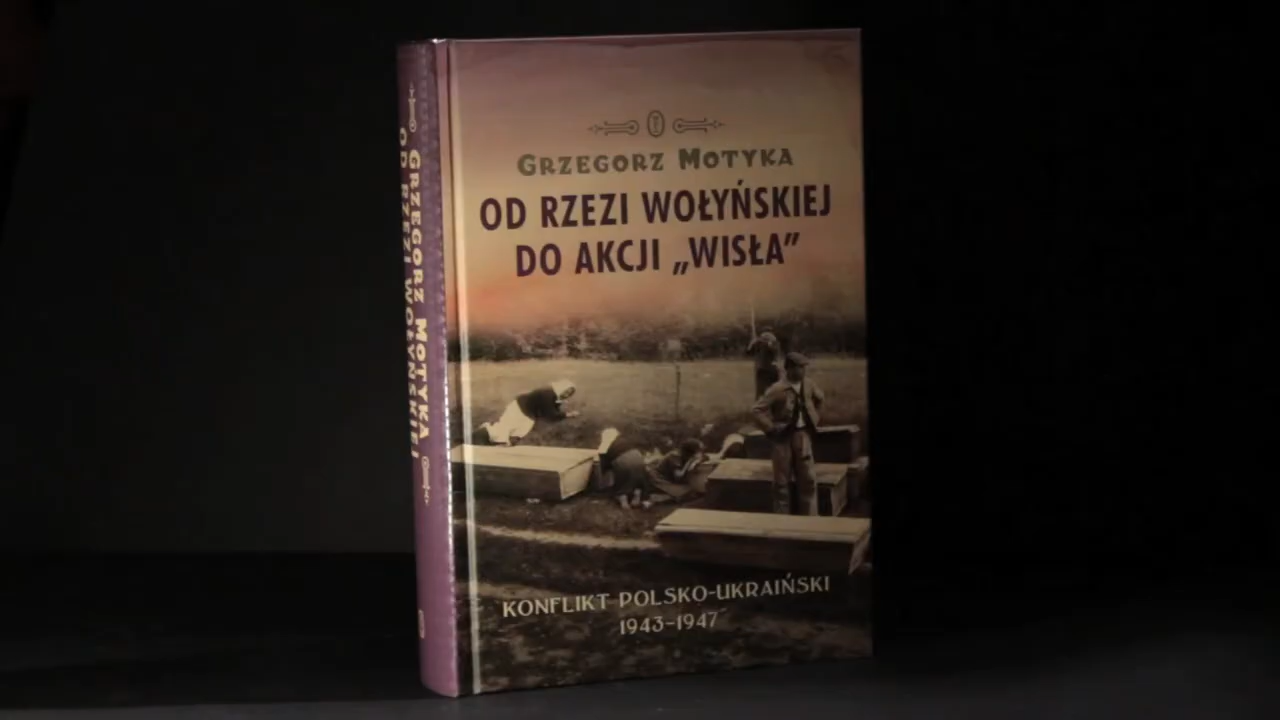 GRZEGORZ MOTYKA
OD RZEZI WOŁYŃSKIEJ
DO AKCJI „WISŁA”
KONFLIKT POLSKO-UKRAIŃSKI
1943-1947
GRZEGORZ MOTYKA
OD RZEZI WOŁYŃSKIEJ